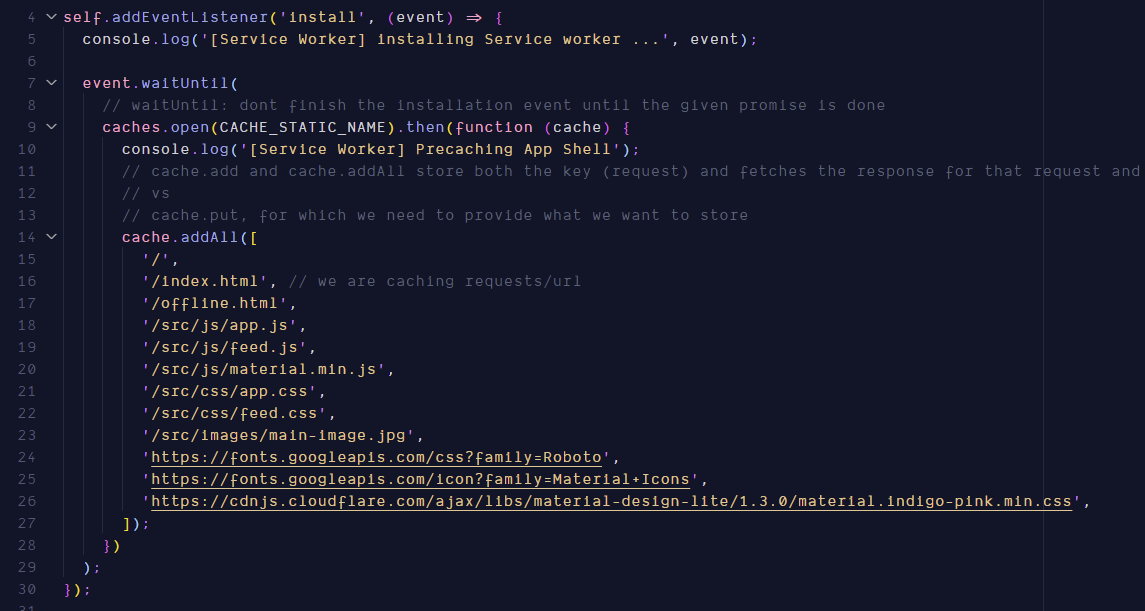 4 self.addEventListener('install', (event) => {
5 console.log('[Service Worker] installing Service worker ...', event);
6
7 event.waitUntil(
8 // waitUntil: dont finish the installation event until the given promise is done
9 caches.open(CACHE_STATIC_NAME).then(function (cache) {
10 console.log('[Service Worker] Precaching App Shell');
11 // cache.add and cache.addAll store both the key (request) and fetches the response for that request and
12 // vs
13 // cache.put, for which we need to provide what we want to store
14 cache.addAll([
15 '/',
16 '/index.html', // we are caching requests/url
17 '/offline.html',
18 '/src/js/app.js',
19 '/src/js/feed.js',
20 '/src/js/material.min.js',
21 '/src/css/app.css',
22 '/src/css/feed.css',
23 '/src/images/main-image.jpg',
24 'https://fonts.googleapis.com/css?family=Roboto',
25 'https://fonts.googleapis.com/icon?family=Material+Icons',
26 'https://cdnjs.cloudflare.com/ajax/libs/material-design-lite/1.3.0/material.indigo-pink.min.css',
27 ]);
28 })
29 );
30 });
31